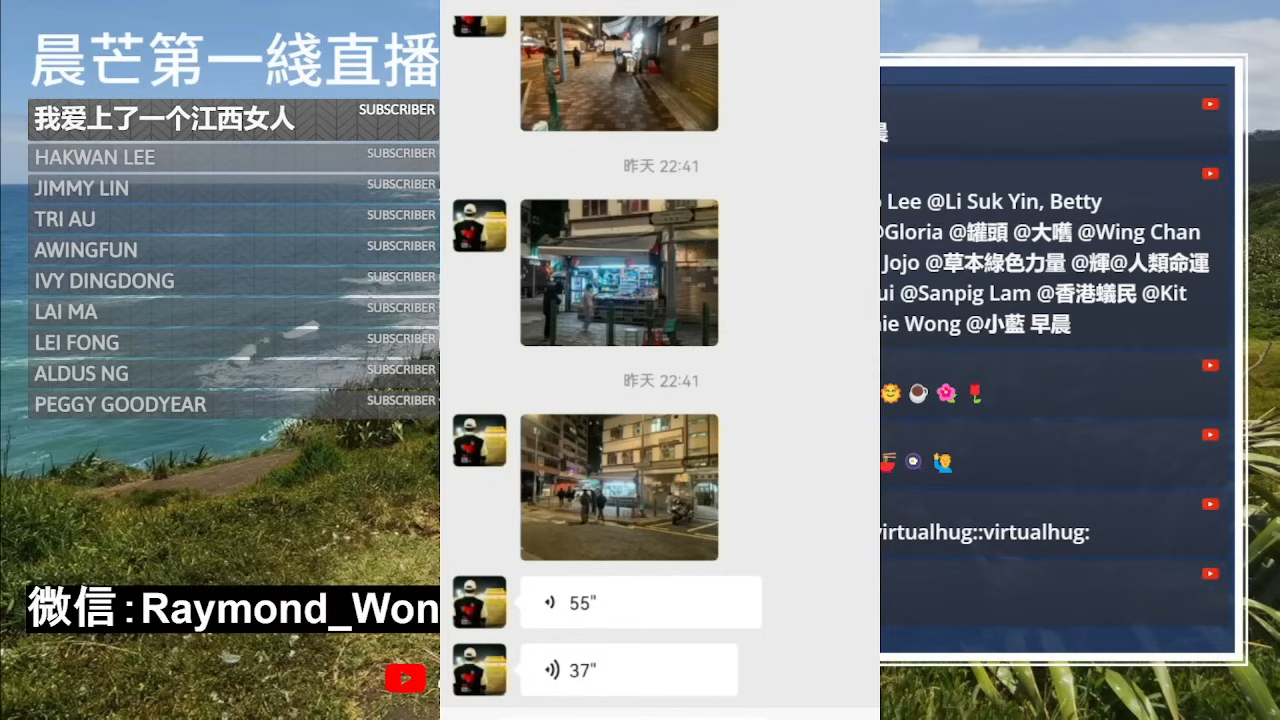 晨芒第一綫直播
我爱上了一个江西女人 SUBSCRIBER
HAKWAN LEE SUBSCRIBER
JIMMY LIN SUBSCRIBER
TRI AU SUBSCRIBER
AWINGFUN SUBSCRIBER
IVY DINGDONG SUBSCRIBER
LAI MA SUBSCRIBER
LEI FONG SUBSCRIBER
ALDUS NG SUBSCRIBER
PEGGY GOODYEAR SUBSCRIBER
微信:Raymond_Won
昨天 22:41
昨天 22:41
55"
37"
晨
Lee @Li Suk Yin, Betty
@Gloria @罐頭 @大嚿 @Wing Chan
Jojo @草本綠色力量 @輝@人類命運
ui @Sanpig Lam @香港蟻民 @Kit
nie Wong @小藍 早晨
virtualhug::virtualhug: